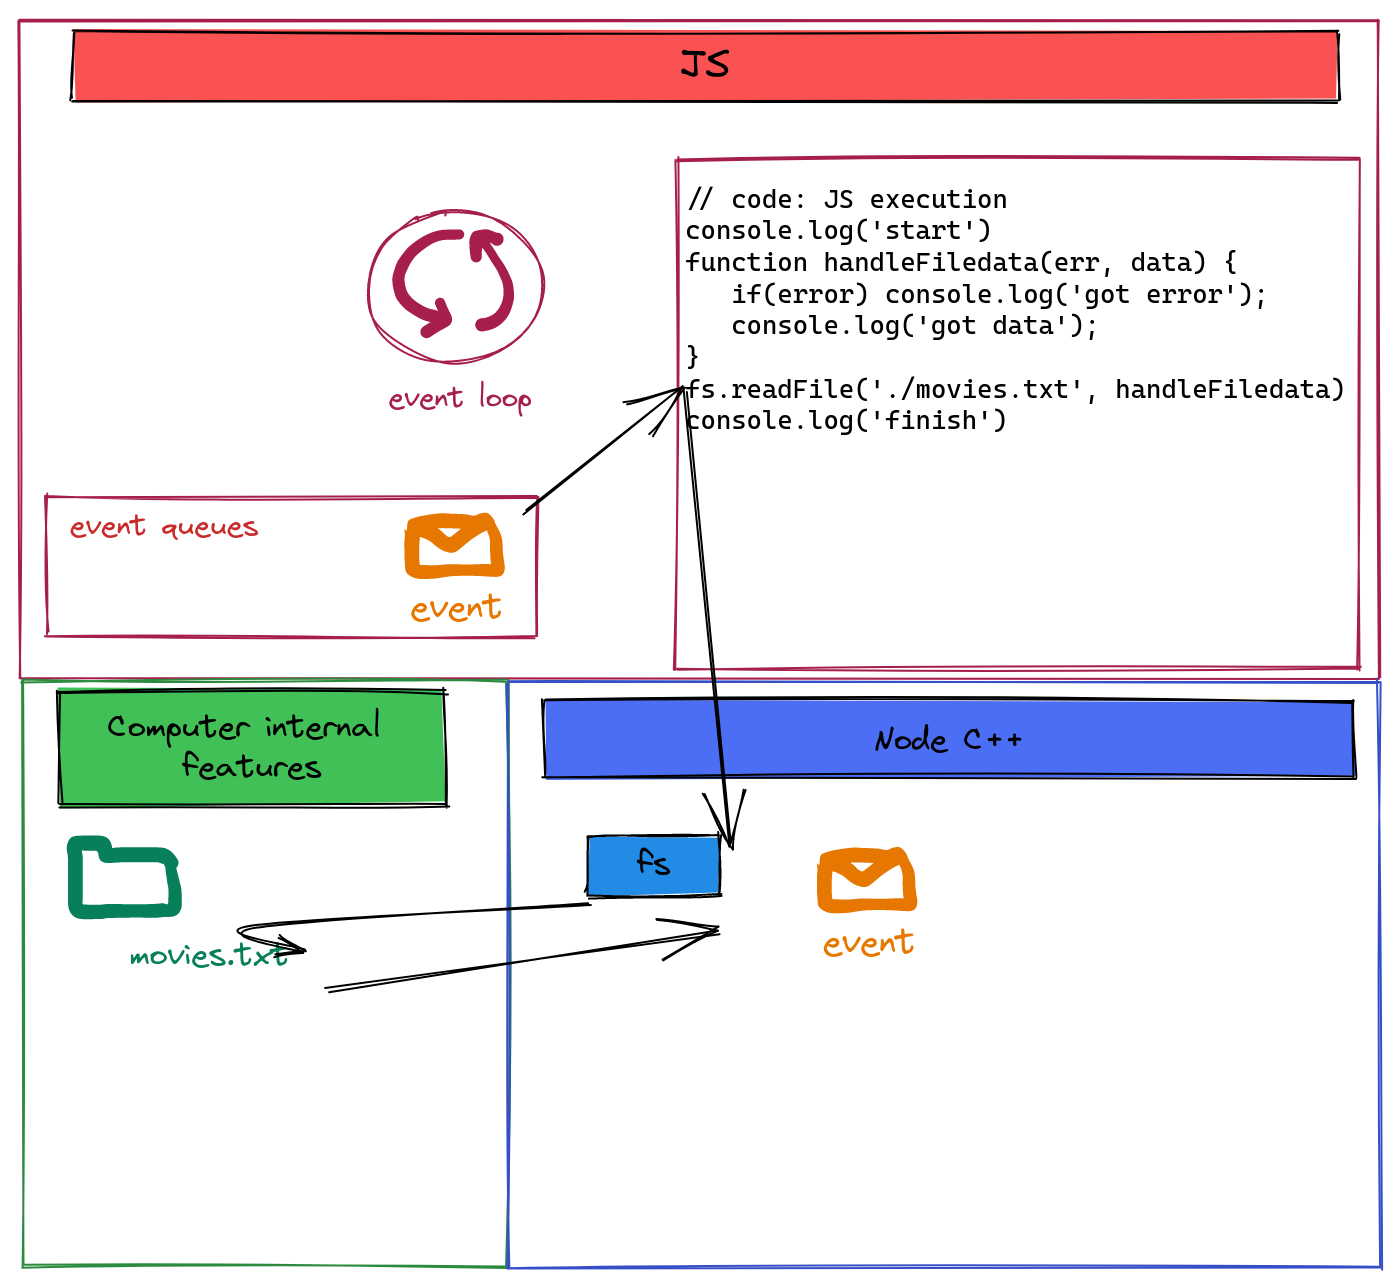 JS
// code: JS execution
console.log('start')
function handleFiledata(err, data) {
   if(error) console.log('got error');
   console.log('got data');
}
fs.readFile('./movies.txt', handleFiledata)
console.log('finish')
event loop
event queues
event
Computer internal
features
movies.txt
Node C++
fs
event